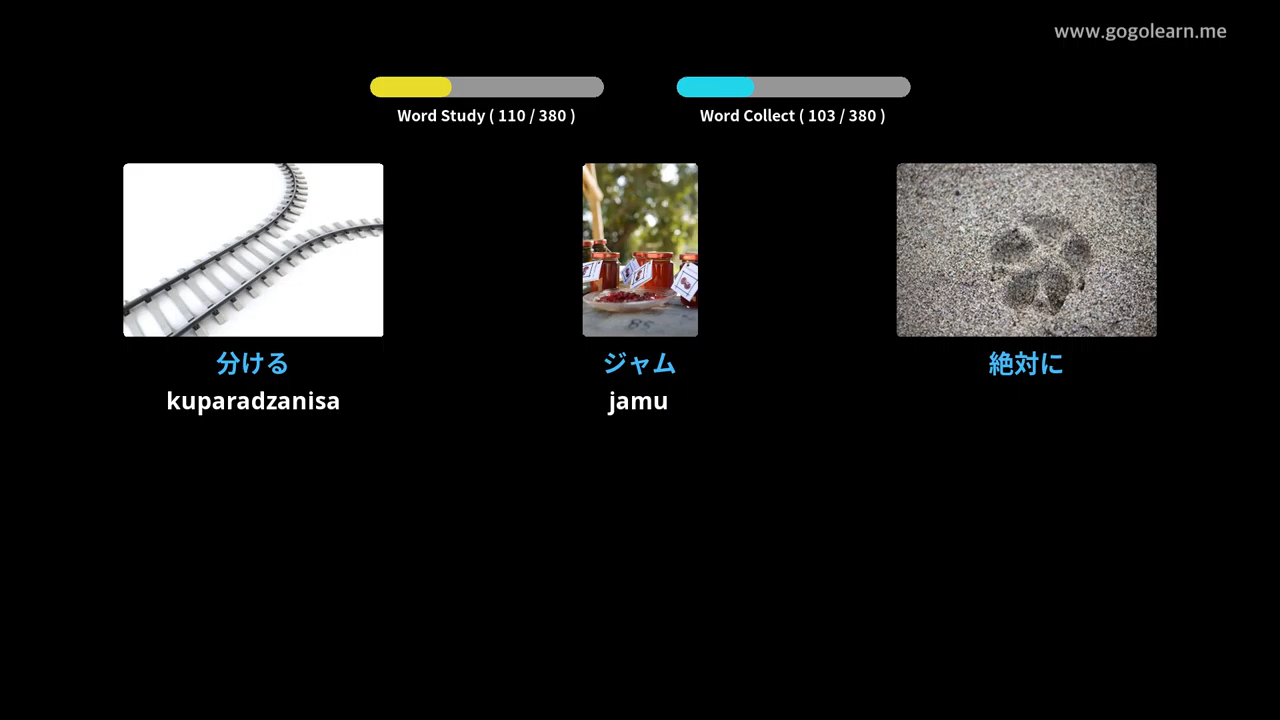 www.gogolearn.me
Word Study ( 110 / 380 )
Word Collect ( 103 / 380 )
分ける
ジャム
絶対に
kuparadzanisa
jamu